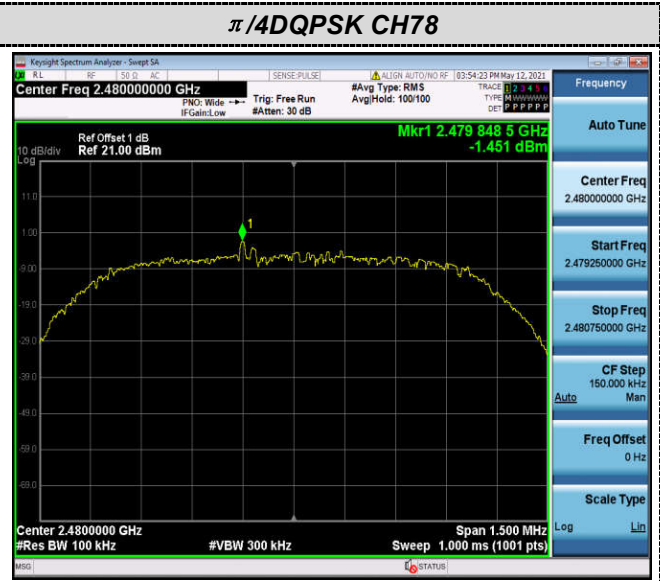 π/4DQPSK CH78
Keysight Spectrum Analyzer - Swept SA
RL RF 50 Ω AC SENSE:PULSE ALIGN AUTO/NO RF 03:54:23 PM May 12, 2021
Center Freq 2.480000000 GHz
PNO: Wide
IFGain:Low
Trig: Free Run
#Atten: 30 dB
#Avg Type: RMS
Avg|Hold: 100/100
TRACE 1 2 3 4 5 6
TYPE M WWWWW
DET P P P P P P
Ref Offset 1 dB
10 dB/div Ref 21.00 dBm
Log
Mkr1 2.479 848 5 GHz
-1.451 dBm
11.0
1.00
-9.00
-19.0
-29.0
-39.0
-49.0
-59.0
-69.0
1
Center 2.4800000 GHz Span 1.500 MHz
#Res BW 100 kHz #VBW 300 kHz Sweep 1.000 ms (1001 pts)
MSG STATUS
Frequency
Auto Tune
Center Freq
2.480000000 GHz
Start Freq
2.479250000 GHz
Stop Freq
2.480750000 GHz
CF Step
150.000 kHz
Auto Man
Freq Offset
0 Hz
Scale Type
Log Lin